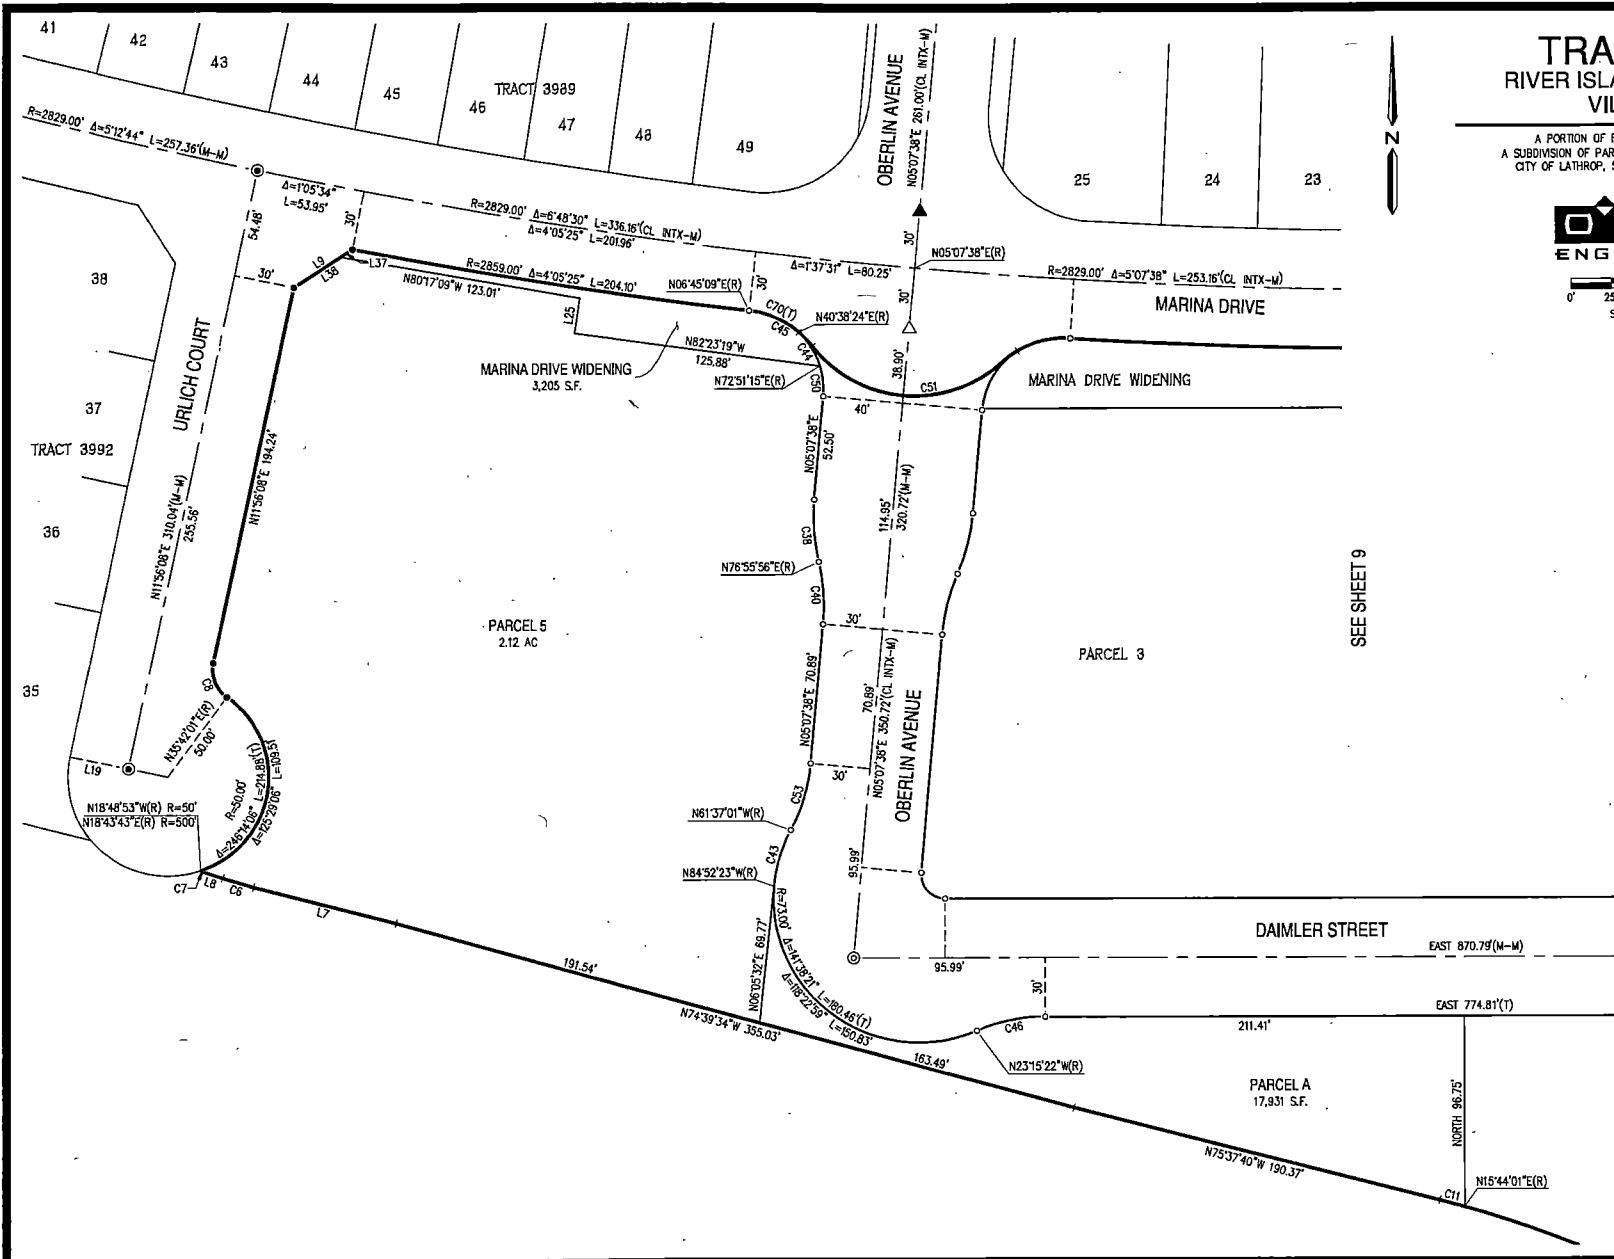 41
42
43
44
45
46
47
48
49
TRACT 3989
OBERLIN AVENUE
N05°07'38"E 261.00'(CL INTX-M)
25
24
23
N
TRA
RIVER ISLA
VIL
A PORTION OF
A SUBDIVISION OF PAR
CITY OF LATHROP, S
ENG
0' 25
R=2829.00' Δ=5°12'44" L=257.36'(M-M)
Δ=1°05'34"
L=53.95'
30'
R=2829.00' Δ=6°48'30" L=336.16'(CL INTX-M)
Δ=4°05'25" L=201.96'
Δ=1°37'31" L=80.25'
30'
N05°07'38"E(R)
R=2829.00' Δ=5°07'38" L=253.16'(CL INTX-M)
MARINA DRIVE
54.48'
30'
L9
L38
L37
R=2859.00' Δ=4°05'25" L=204.10'
N80°17'09"W 123.01'
L25
N06°45'09"E(R)
30'
30'
C70(T)
C45
C44
N40°38'24"E(R)
N82°23'19"W
125.88'
MARINA DRIVE WIDENING
3,205 S.F.
N72°51'15"E(R)
C50
38.90'
C51
40'
MARINA DRIVE WIDENING
38
37
TRACT 3992
36
35
URLICH COURT
N11°56'08"E 310.04'(M-M)
255.56'
N11°56'08"E 194.24'
N05°07'38"E
52.50'
C38
N76°55'56"E(R)
C40
114.95'
320.72'(M-M)
30'
PARCEL 5
2.12 AC
PARCEL 3
SEE SHEET 9
N05°07'38"E 70.89'
70.89'
N05°07'38"E 350.72'(CL INTX-M)
OBERLIN AVENUE
30'
C8
N35°42'01"E(R)
50.00'
L19
R=50.00'
Δ=246°14'06" L=214.88'(T)
Δ=125°29'06" L=109.51'
N18°48'53"W(R) R=50'
N18°43'43"E(R) R=500'
C7
L8
C6
L7
C53
N61°37'01"W(R)
C43
N84°52'23"W(R)
95.99'
R=73.00' Δ=141°38'21" L=180.46'(T)
Δ=118°22'59" L=150.83'
N06°05'32"E 69.77'
191.54'
N74°39'34"W 355.03'
163.49'
DAIMLER STREET
EAST 870.79'(M-M)
95.99'
30'
EAST 774.81'(T)
C46
211.41'
N23°15'22"W(R)
PARCEL A
17,931 S.F.
NORTH 96.75'
N75°37'40"W 190.37'
C11
N15°44'01"E(R)